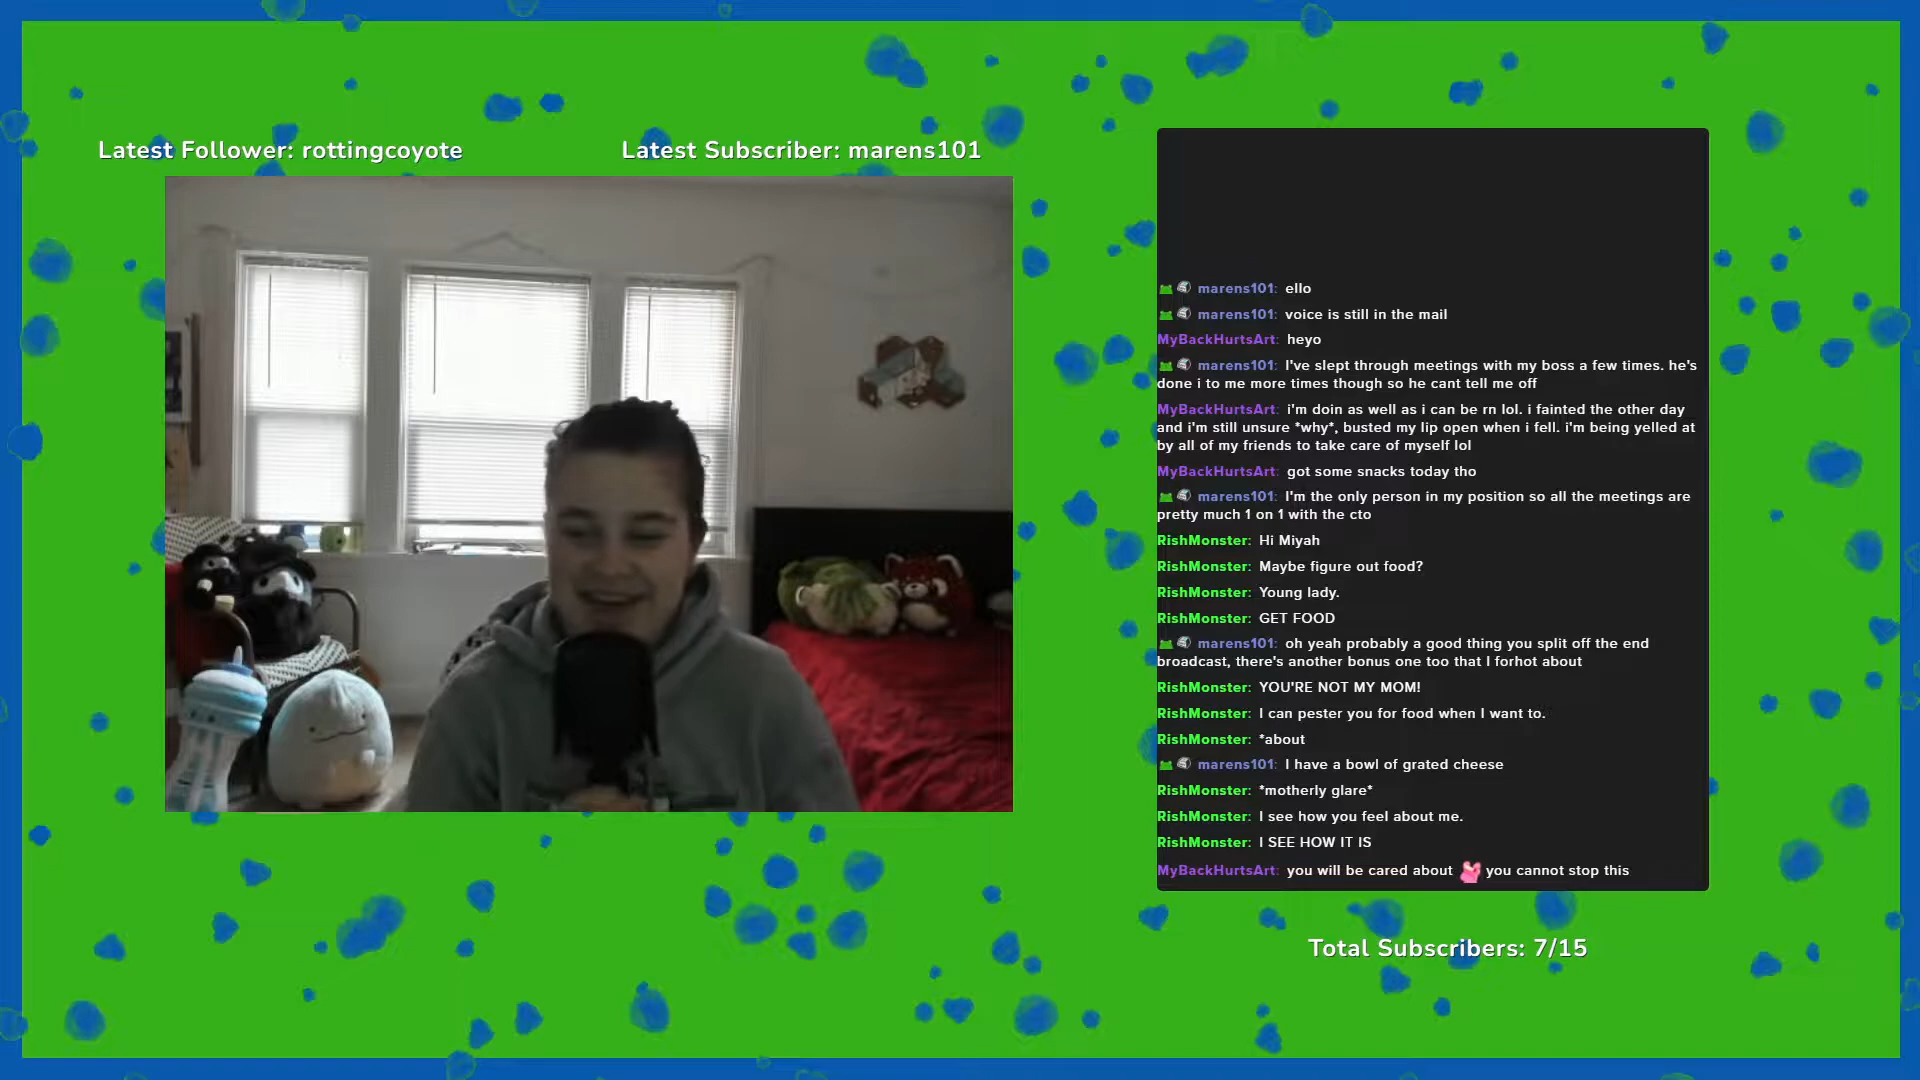 Latest Follower: rottingcoyote
Latest Subscriber: marens101
marens101: ello
marens101: voice is still in the mail
MyBackHurtsArt: heyo
marens101: I've slept through meetings with my boss a few times. he's
done i to me more times though so he cant tell me off
MyBackHurtsArt: i'm doin as well as i can be rn lol. i fainted the other day
and i'm still unsure *why*, busted my lip open when i fell. i'm being yelled at
by all of my friends to take care of myself lol
MyBackHurtsArt: got some snacks today tho
marens101: I'm the only person in my position so all the meetings are
pretty much 1 on 1 with the cto
RishMonster: Hi Miyah
RishMonster: Maybe figure out food?
RishMonster: Young lady.
RishMonster: GET FOOD
marens101: oh yeah probably a good thing you split off the end
broadcast, there's another bonus one too that I forhot about
RishMonster: YOU'RE NOT MY MOM!
RishMonster: I can pester you for food when I want to.
RishMonster: *about
marens101: I have a bowl of grated cheese
RishMonster: *motherly glare*
RishMonster: I see how you feel about me.
RishMonster: I SEE HOW IT IS
MyBackHurtsArt: you will be cared about you cannot stop this
Total Subscribers: 7/15